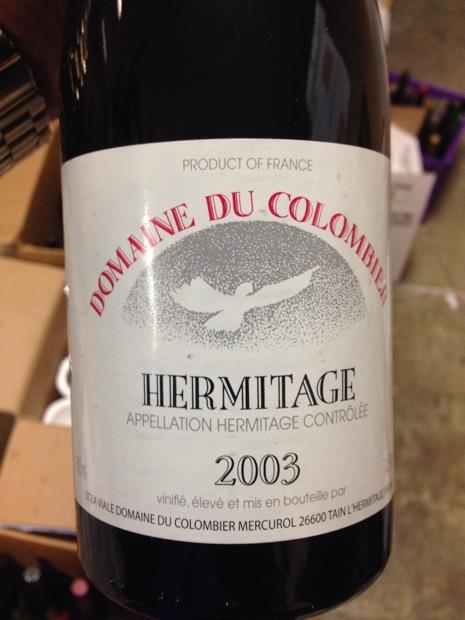 PRODUCT OF FRANCE
DOMAINE DU COLOMBIER
HERMITAGE
APPELLATION HERMITAGE CONTRÔLÉE
2003
vinifié, élevé et mis en bouteille par
SCEA VIALE DOMAINE DU COLOMBIER MERCUROL 26600 TAIN L'HERMITAGE